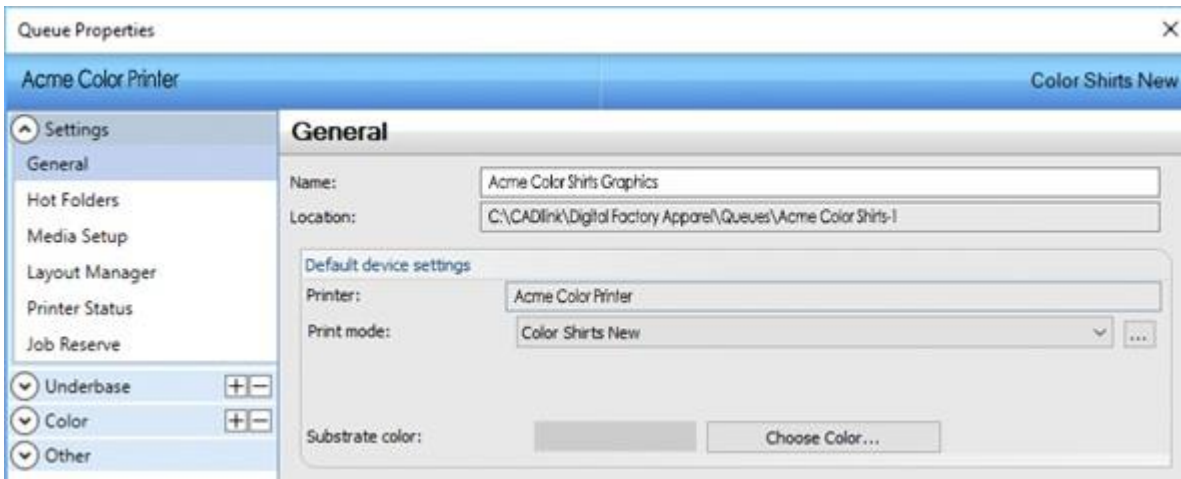 Queue Properties
Acme Color Printer Color Shirts New
Settings
General
Hot Folders
Media Setup
Layout Manager
Printer Status
Job Reserve
Underbase
Color
Other
General
Name: Acme Color Shirts Graphics
Location: C:\CADlink\Digital Factory Apparel\Queues\Acme Color Shirts-1
Default device settings
Printer: Acme Color Printer
Print mode: Color Shirts New ...
Substrate color: Choose Color...